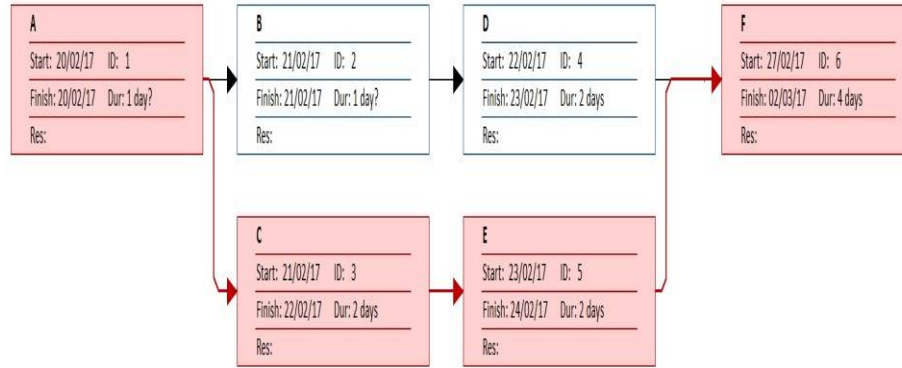 A
Start: 20/02/17 ID: 1
Finish: 20/02/17 Dur: 1 day?
Res:
B
Start: 21/02/17 ID: 2
Finish: 21/02/17 Dur: 1 day?
Res:
D
Start: 22/02/17 ID: 4
Finish: 23/02/17 Dur: 2 days
Res:
F
Start: 27/02/17 ID: 6
Finish: 02/03/17 Dur: 4 days
Res:
C
Start: 21/02/17 ID: 3
Finish: 22/02/17 Dur: 2 days
Res:
E
Start: 23/02/17 ID: 5
Finish: 24/02/17 Dur: 2 days
Res: